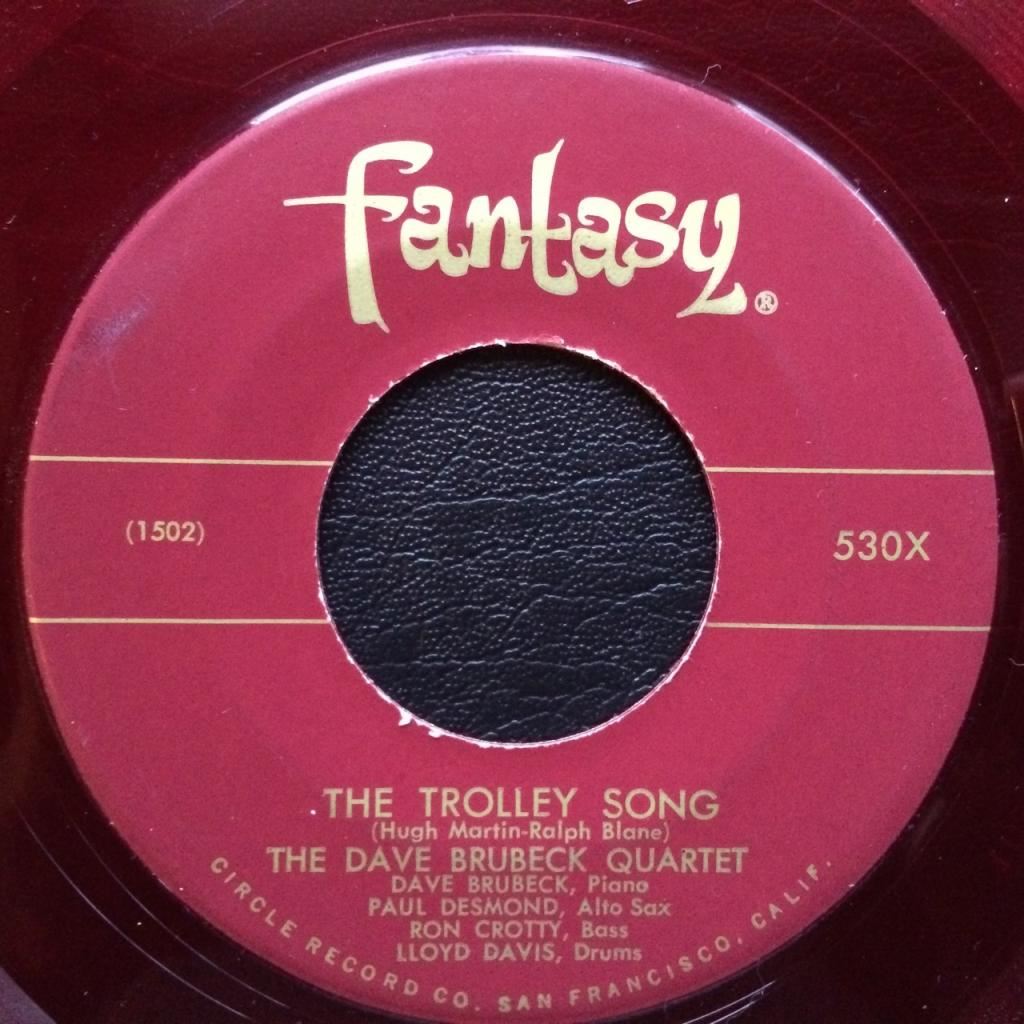 fantasy®
(1502)
530X
THE TROLLEY SONG
(Hugh Martin-Ralph Blane)
THE DAVE BRUBECK QUARTET
DAVE BRUBECK, Piano
PAUL DESMOND, Alto Sax
RON CROTTY, Bass
LLOYD DAVIS, Drums
CIRCLE RECORD CO. SAN FRANCISCO, CALIF.